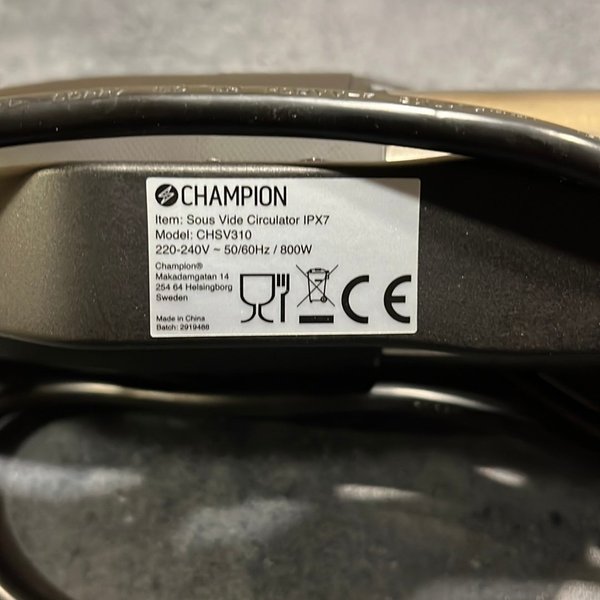 CHAMPION
Item: Sous Vide Circulator IPX7
Model: CHSV310
220-240V ~ 50/60Hz / 800W
Champion®
Makadamgatan 14
254 64 Helsingborg
Sweden
Made in China
Batch: 2919488
CE